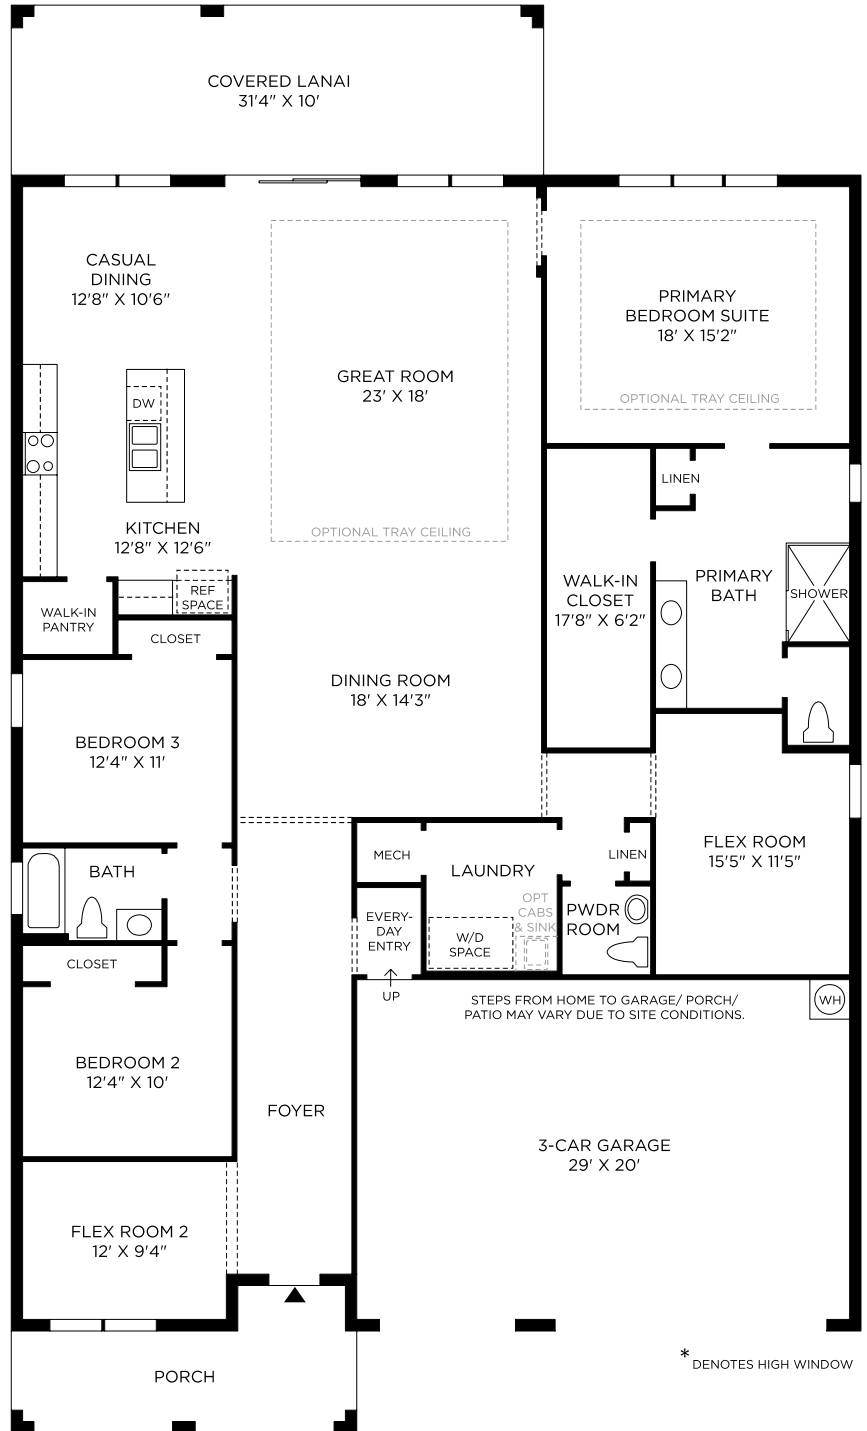 COVERED LANAI
31'4" X 10'
CASUAL
DINING
12'8" X 10'6"
PRIMARY
BEDROOM SUITE
18' X 15'2"
OPTIONAL TRAY CEILING
GREAT ROOM
23' X 18'
OPTIONAL TRAY CEILING
DW
KITCHEN
12'8" X 12'6"
LINEN
WALK-IN
CLOSET
17'8" X 6'2"
PRIMARY
BATH
SHOWER
REF
SPACE
WALK-IN
PANTRY
CLOSET
DINING ROOM
18' X 14'3"
BEDROOM 3
12'4" X 11'
FLEX ROOM
15'5" X 11'5"
MECH
LAUNDRY
LINEN
BATH
OPT
CABS
& SINK
PWDR
ROOM
EVERY-
DAY
ENTRY
W/D
SPACE
CLOSET
UP
STEPS FROM HOME TO GARAGE/ PORCH/
PATIO MAY VARY DUE TO SITE CONDITIONS.
WH
BEDROOM 2
12'4" X 10'
FOYER
3-CAR GARAGE
29' X 20'
FLEX ROOM 2
12' X 9'4"
PORCH
* DENOTES HIGH WINDOW